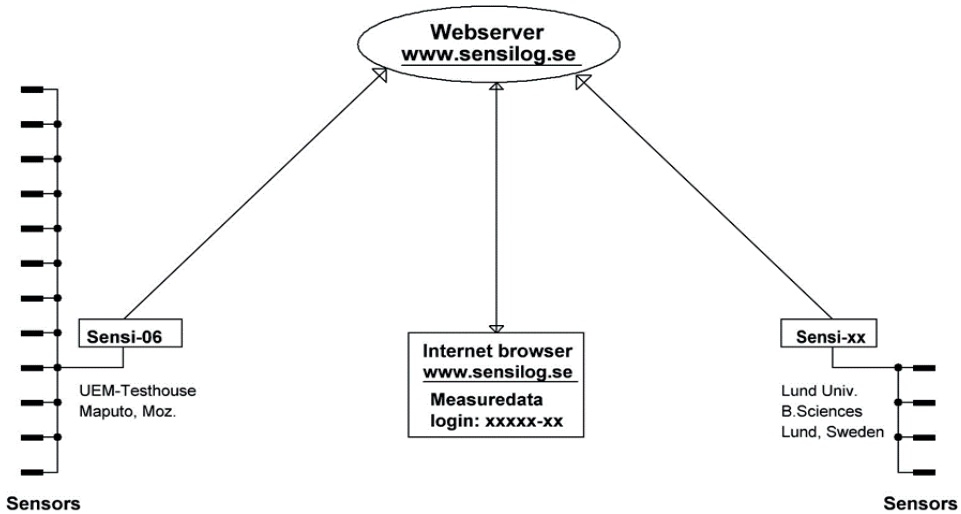 Webserver
www.sensilog.se
Sensi-06
UEM-Testhouse
Maputo, Moz.
Sensors
Internet browser
www.sensilog.se
Measuredata
login: xxxxx-xx
Sensi-xx
Lund Univ.
B.Sciences
Lund, Sweden
Sensors